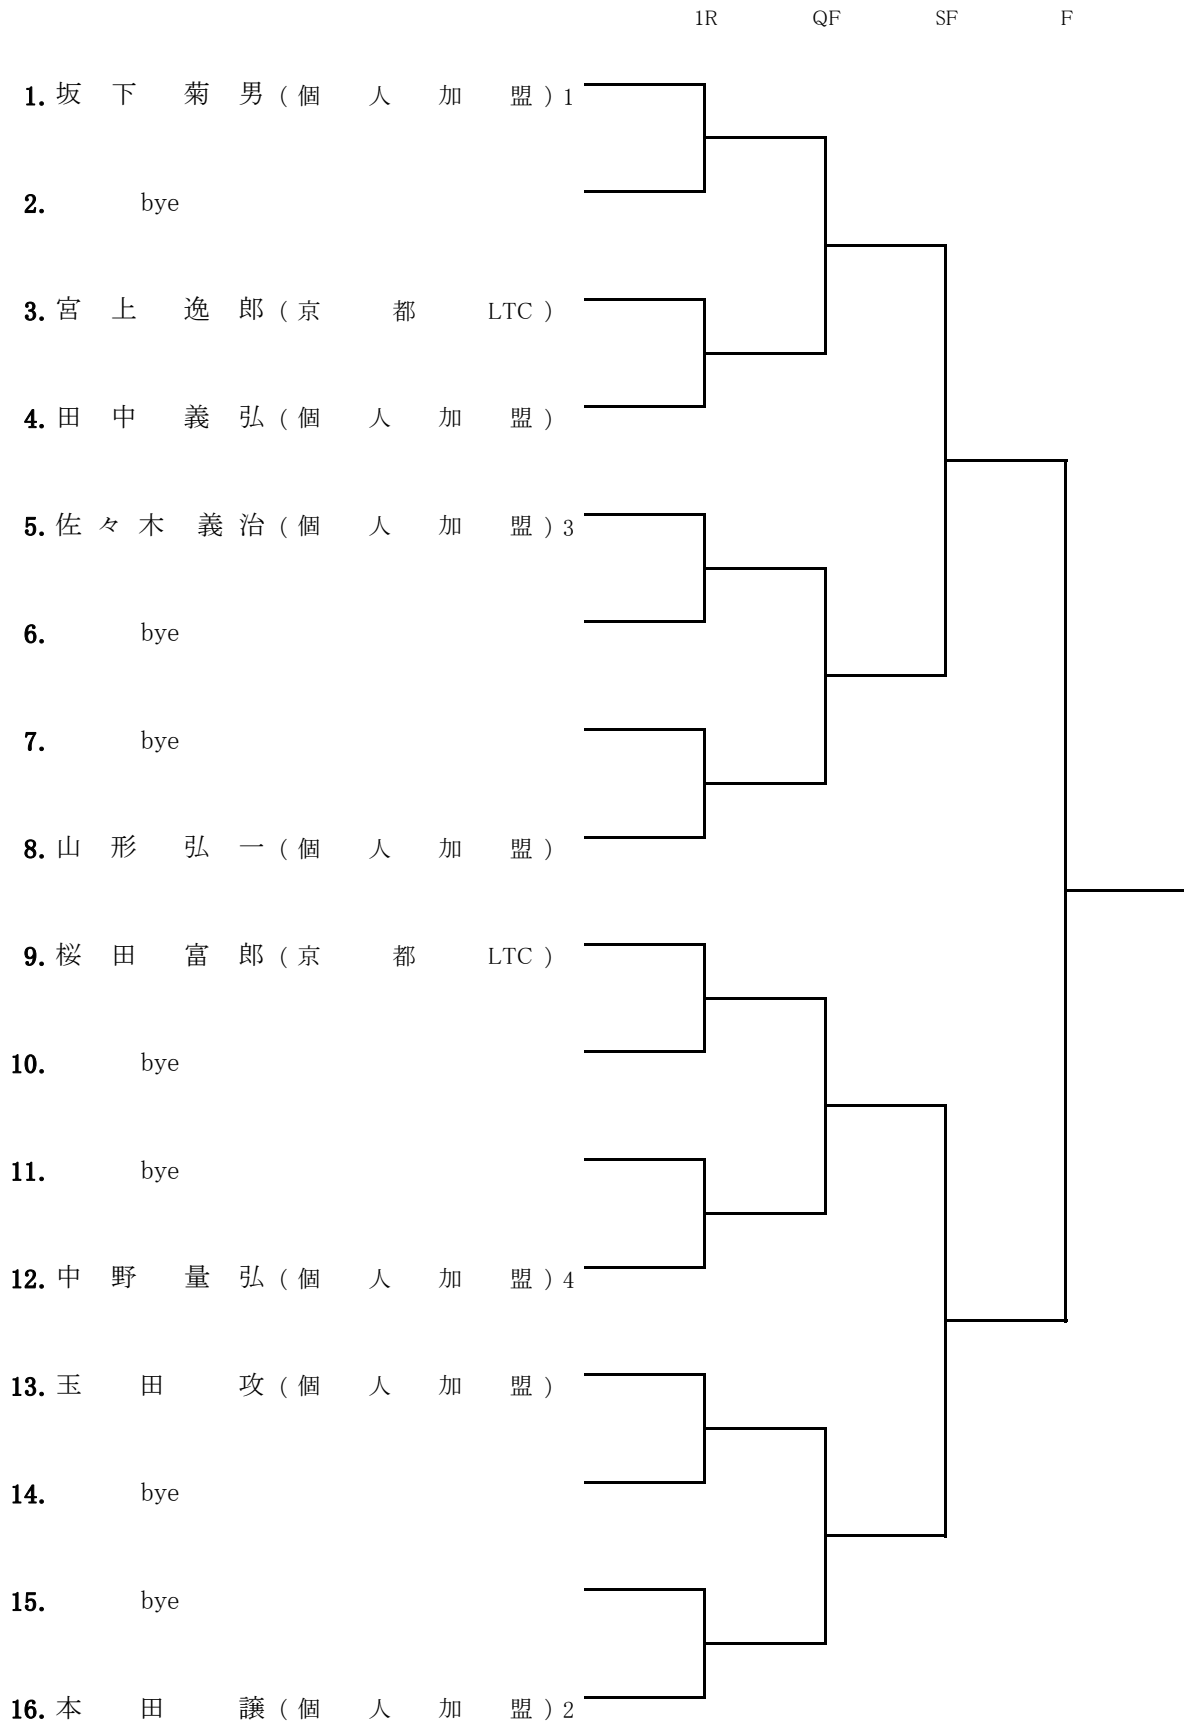 1R QF SF F
1. 坂下 菊男 (個人加盟) 1
2. bye
3. 宮上 逸郎 (京都 LTC)
4. 田中 義弘 (個人加盟)
5. 佐々木 義治 (個人加盟) 3
6. bye
7. bye
8. 山形 弘一 (個人加盟)
9. 桜田 富郎 (京都 LTC)
10. bye
11. bye
12. 中野 量弘 (個人加盟) 4
13. 玉田 攻 (個人加盟)
14. bye
15. bye
16. 本田 譲 (個人加盟) 2